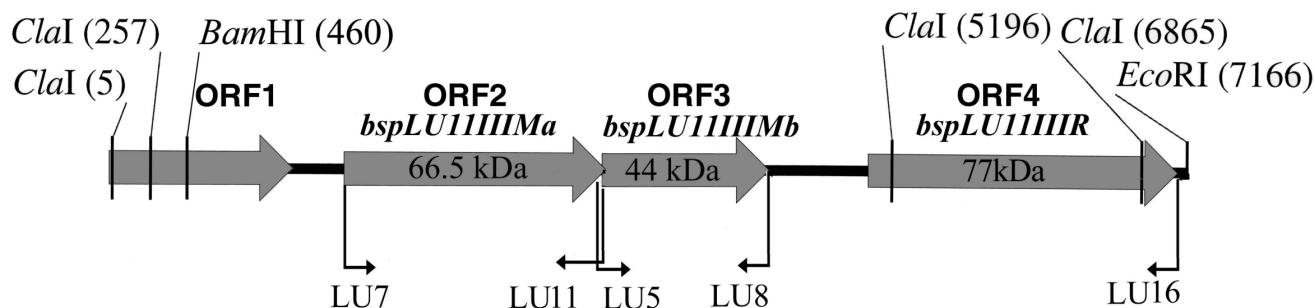 ClaI (257)
BamHI (460)
ClaI (5196)
ClaI (6865)
ClaI (5)
EcoRI (7166)
ORF1
ORF2
ORF3
ORF4
bspLU11IIIMa
bspLU11IIIMb
bspLU11IIIR
66.5 kDa
44 kDa
77kDa
LU7
LU11
LU5
LU8
LU16